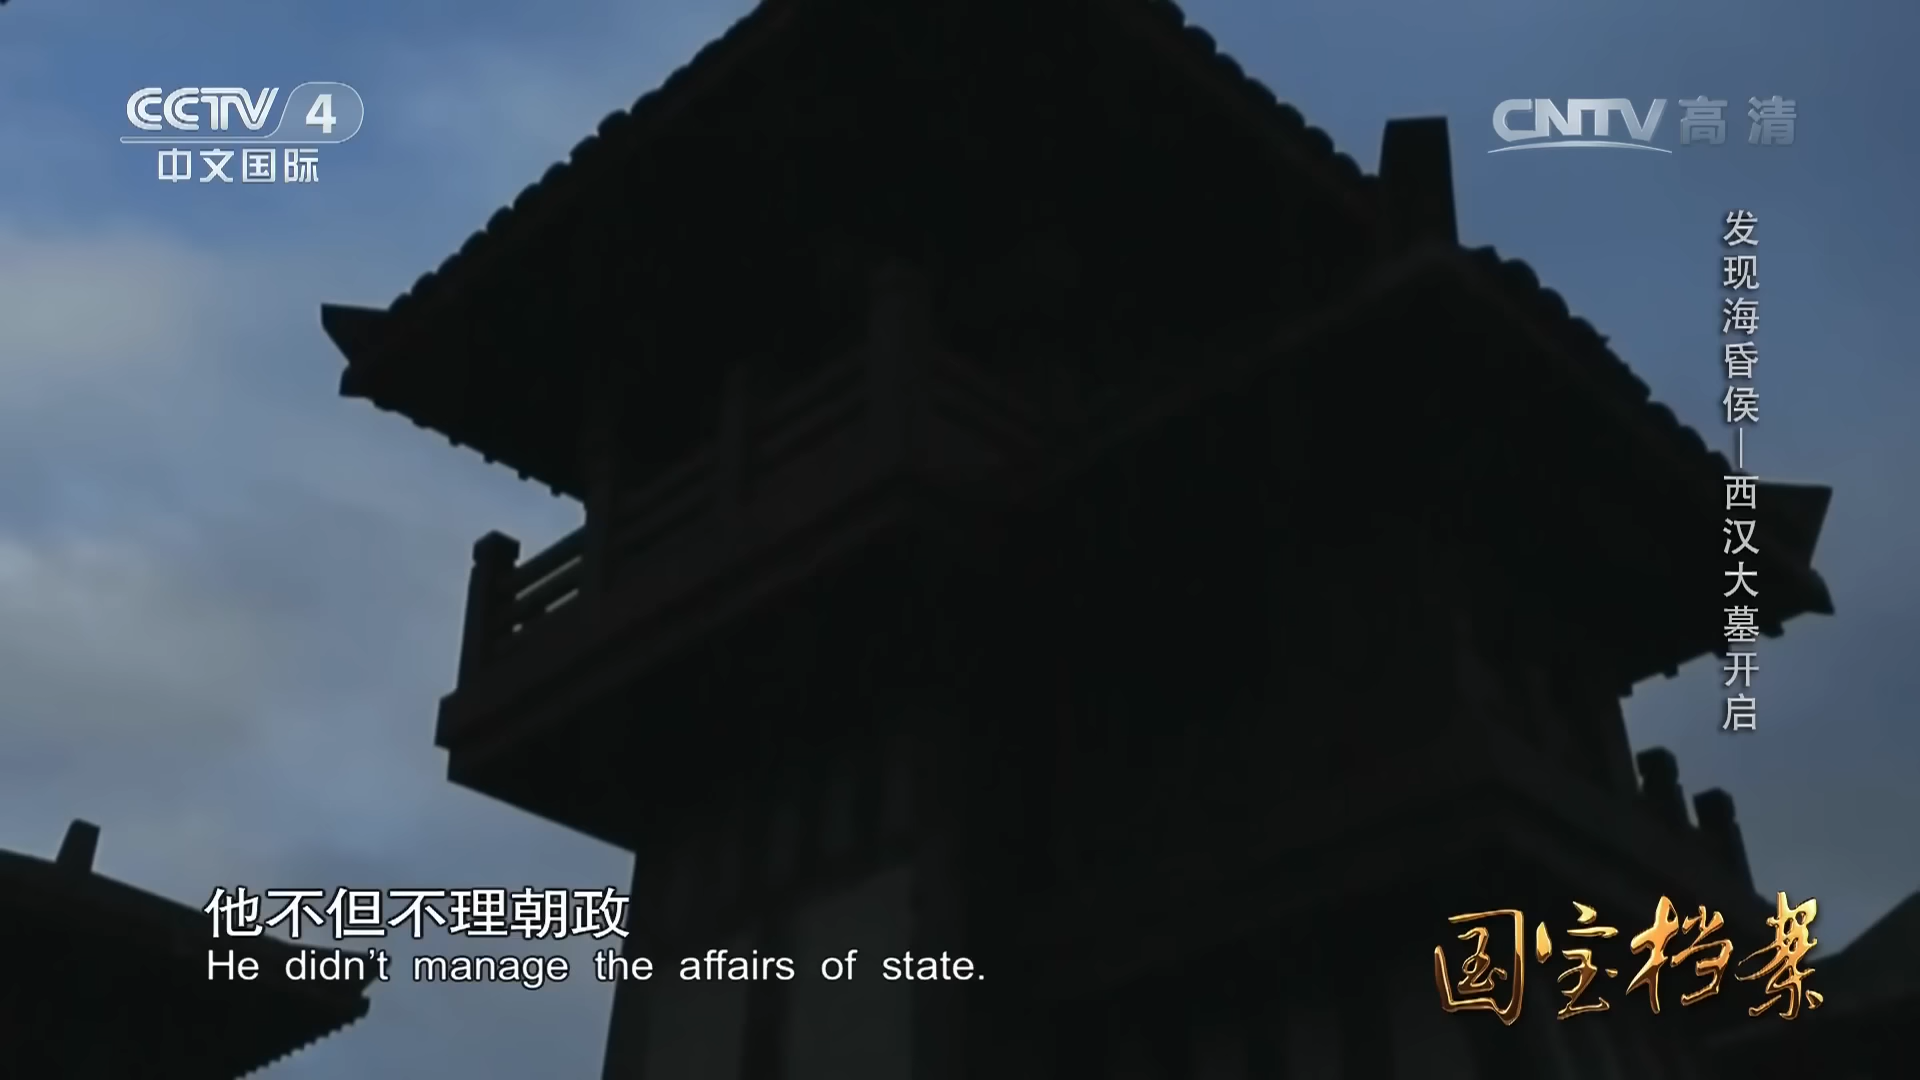 CCTV 4
中文国际
CNTV 高清
发现海昏侯—西汉大墓开启
他不但不理朝政
He didn't manage the affairs of state.
国宝档案